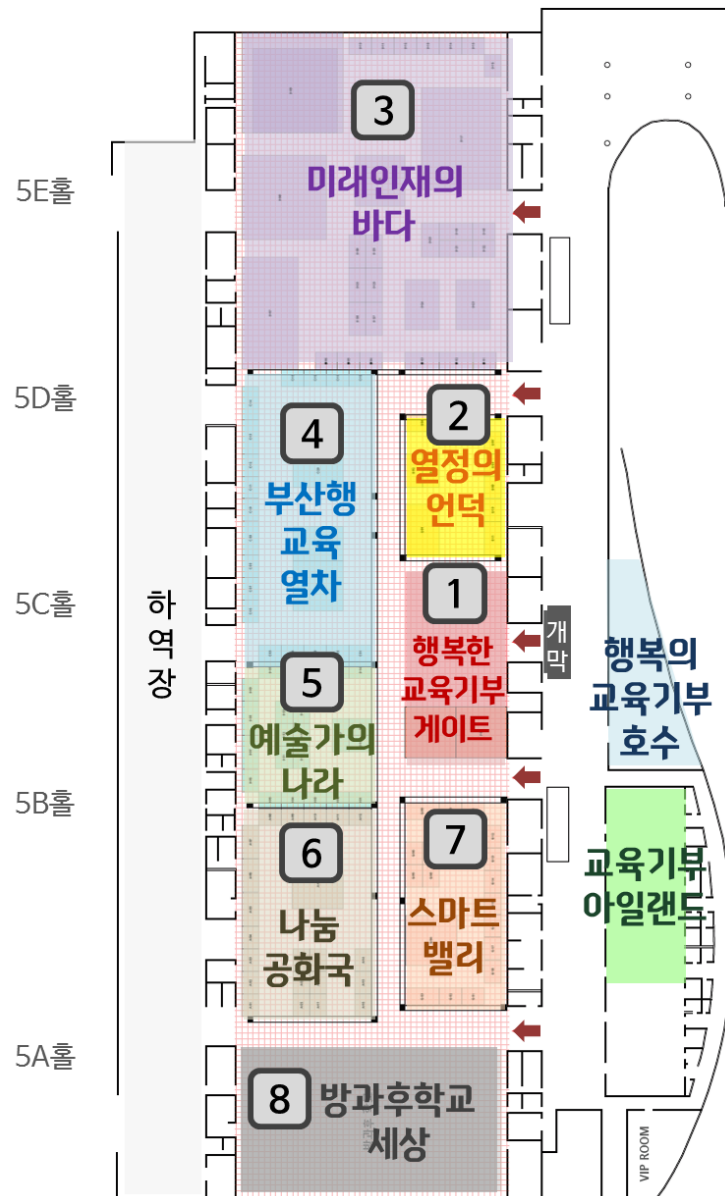 3
미래인재의
바다
5E홀
5D홀
4
부산행
교육
열차
2
열정의
언덕
5C홀
하역장
1
행복한
교육기부
게이트
개막
행복의
교육기부
호수
5
예술가의
나라
5B홀
6
나눔
공화국
7
스마트
밸리
교육기부
아일랜드
5A홀
8
방과후학교
세상
VIP ROOM